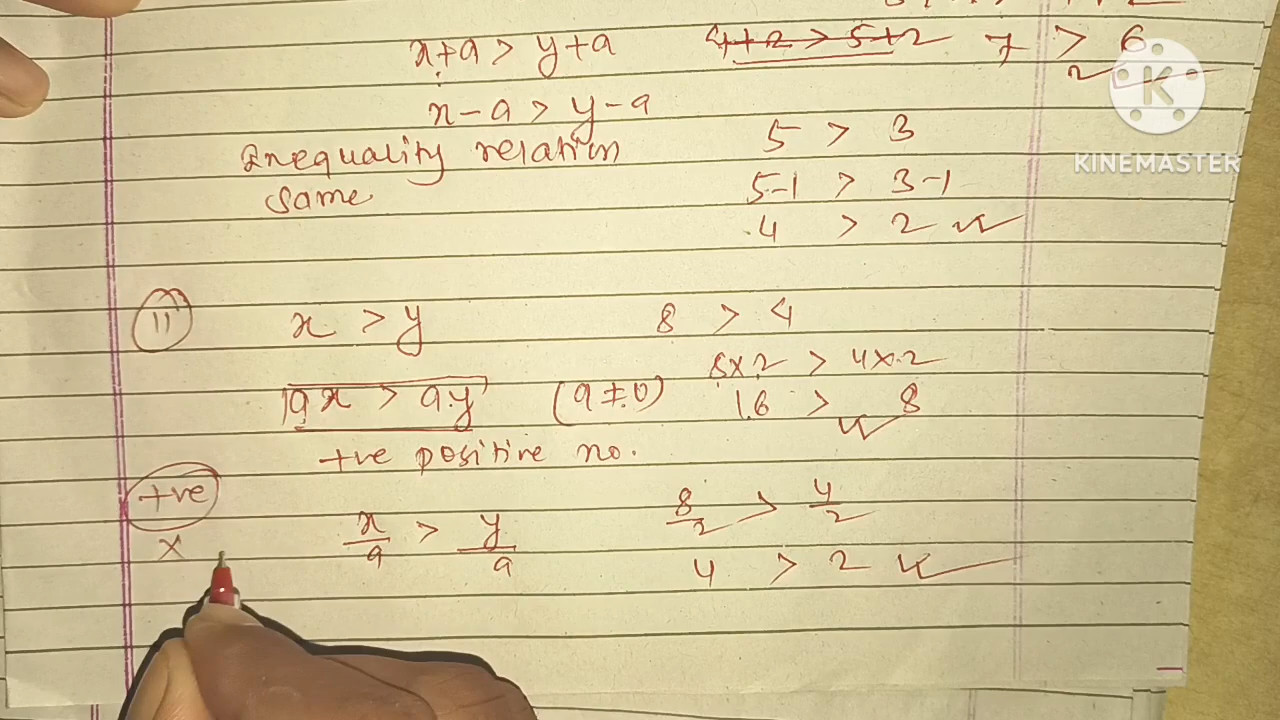 x+a > y+a
4+2 > 5+2
7 > 6
x-a > y-a
Inequality relation
same
5 > 3
5-1 > 3-1
4 > 2
KINEMASTER
11
x > y
8 > 4
ax > ay (a ≠ 0)
8×2 > 4×2
16 > 8
+ve positive no.
+ve
×
x/a > y/a
8/2 > 4/2
4 > 2